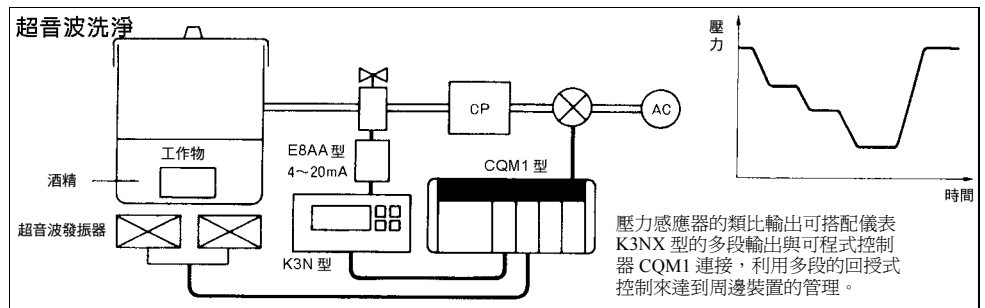 超音波洗淨
壓
力
CP
AC
E8AA 型
4～20mA
CQM1 型
工作物
酒精
時間
超音波發振器
K3N 型
壓力感應器的類比輸出可搭配儀表
K3NX 型的多段輸出與可程式控制
器 CQM1 連接，利用多段的回授式
控制來達到周邊裝置的管理。